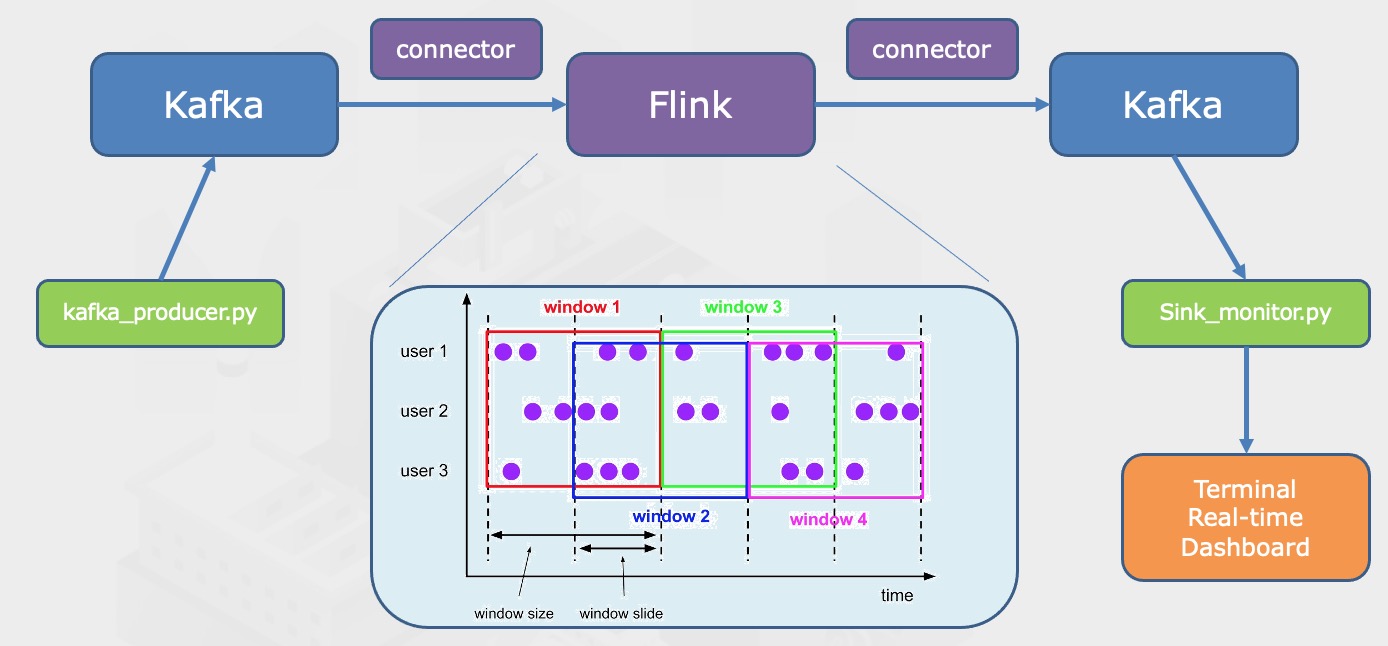 connector
connector
Kafka
Flink
Kafka
kafka_producer.py
Sink_monitor.py
window 1
window 3
user 1
user 2
user 3
window 2
window 4
window size
window slide
time
Terminal
Real-time
Dashboard